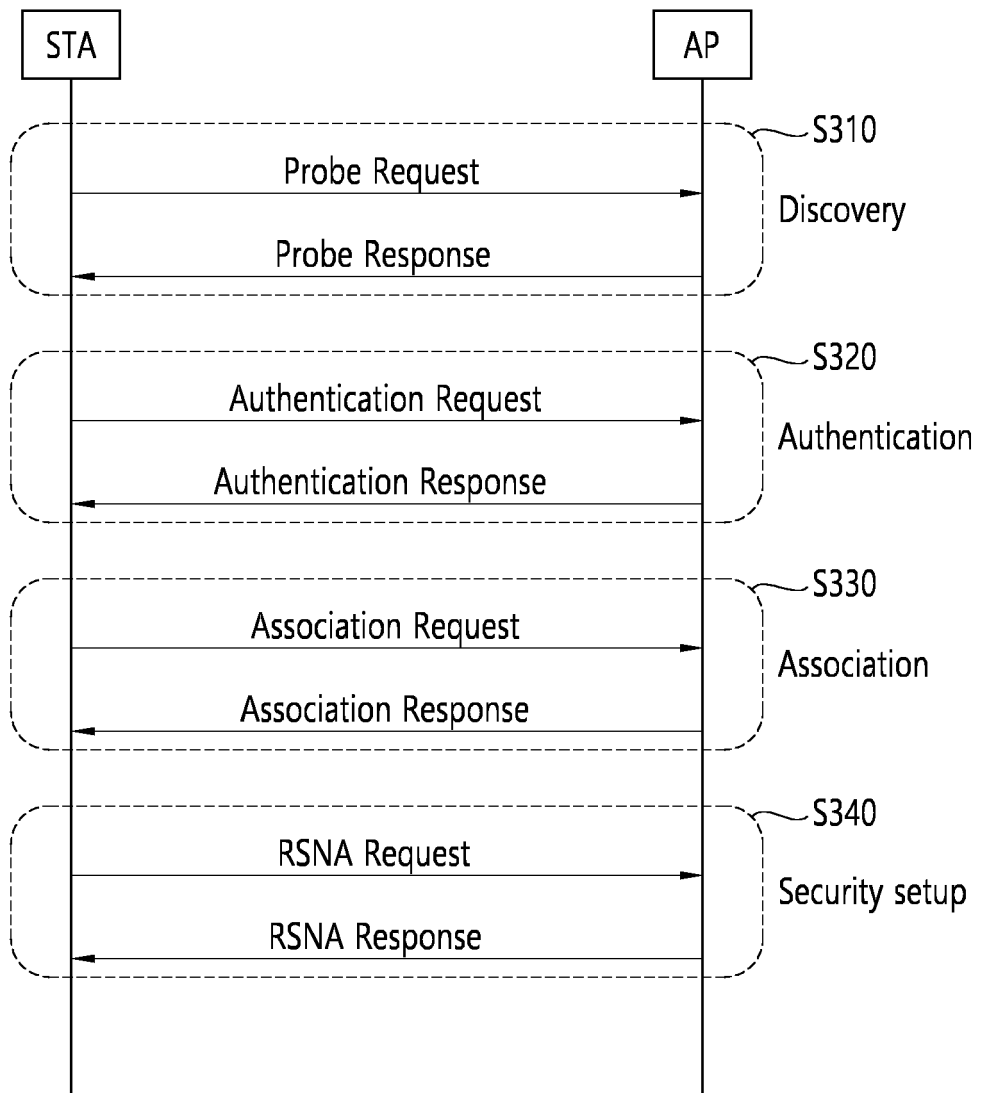 STA
AP
S310
Probe Request
Discovery
Probe Response
S320
Authentication Request
Authentication
Authentication Response
S330
Association Request
Association
Association Response
S340
RSNA Request
Security setup
RSNA Response